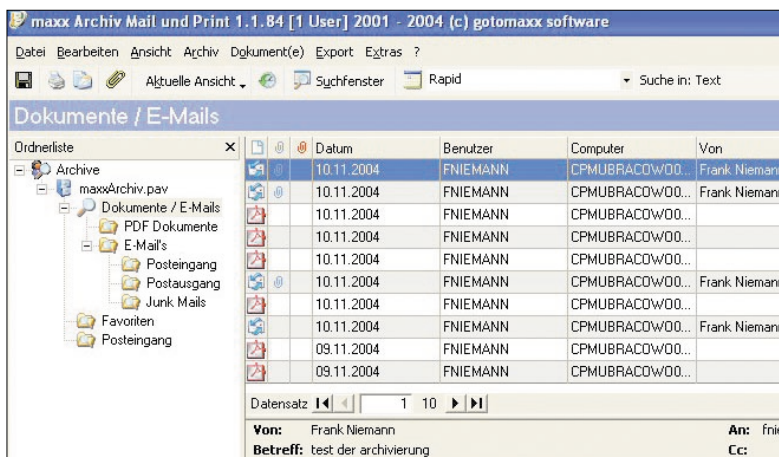 maxx Archiv Mail und Print 1.1.84 [1 User] 2001 - 2004 (c) gotomaxx software
Datei Bearbeiten Ansicht Archiv Dokument(e) Export Extras ?
Aktuelle Ansicht Suchfenster Rapid Suche in: Text
Dokumente / E-Mails
Ordnerliste
Archive
maxxArchiv.pav
Dokumente / E-Mails
PDF Dokumente
E-Mail's
Posteingang
Postausgang
Junk Mails
Favoriten
Posteingang
Datum Benutzer Computer Von
10.11.2004 FNIEMANN CPMUBRACOW00... Frank Nieman
10.11.2004 FNIEMANN CPMUBRACOW00... Frank Nieman
10.11.2004 FNIEMANN CPMUBRACOW00...
10.11.2004 FNIEMANN CPMUBRACOW00...
10.11.2004 FNIEMANN CPMUBRACOW00...
10.11.2004 FNIEMANN CPMUBRACOW00... Frank Nieman
10.11.2004 FNIEMANN CPMUBRACOW00...
10.11.2004 FNIEMANN CPMUBRACOW00... Frank Nieman
09.11.2004 FNIEMANN CPMUBRACOW00...
09.11.2004 FNIEMANN CPMUBRACOW00...
Datensatz 1 10
Von: Frank Niemann An: fnie
Betreff: test der archivierung Cc: